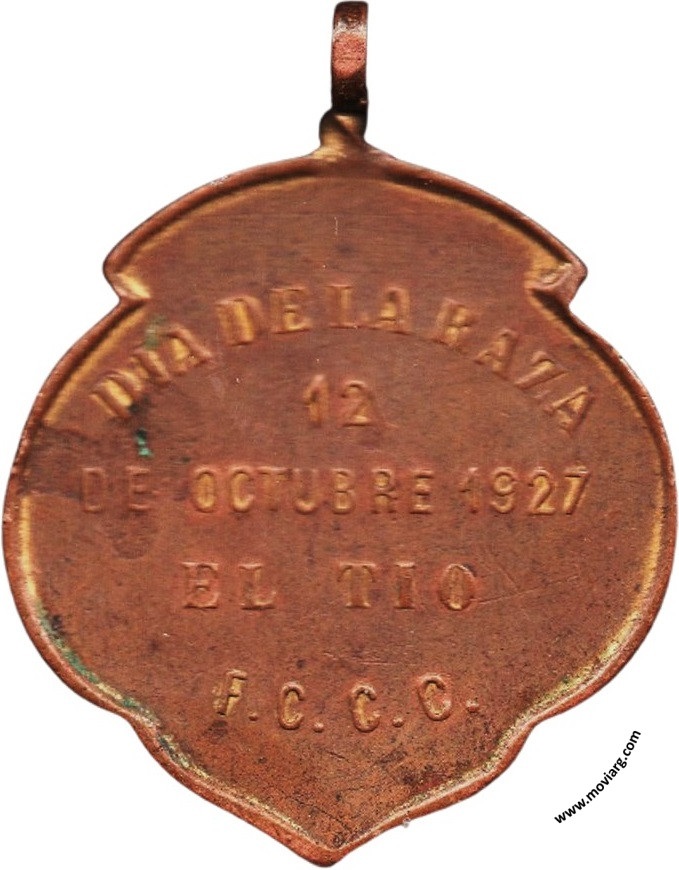 DIA DE LA RAZA
12
DE OCTUBRE 1927
EL TIO
F.C.C.C.
www.moviarg.com